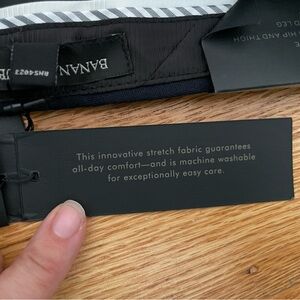 HIP AND THIGH
LEG
BANAN
RN54023
This innovative stretch fabric guarantees
all-day comfort—and is machine washable
for exceptionally easy care.